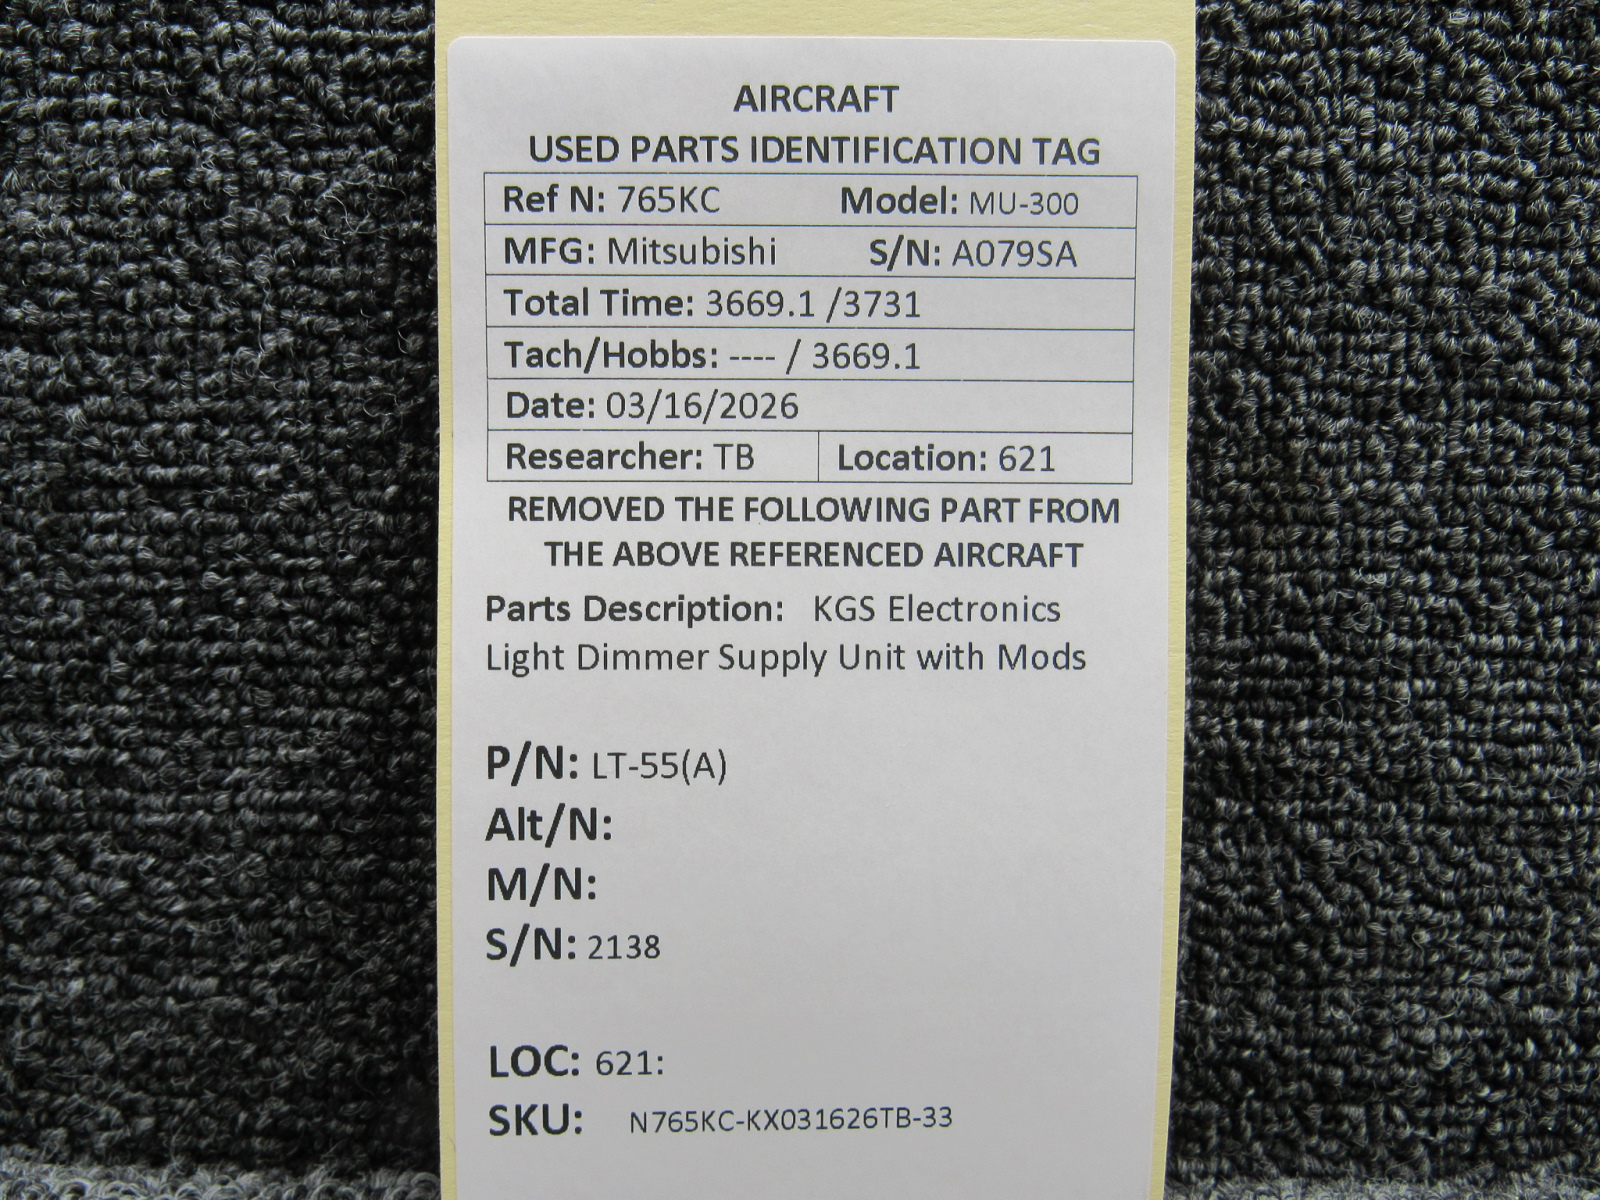 AIRCRAFT
USED PARTS IDENTIFICATION TAG
Ref N: 765KC Model: MU-300
MFG: Mitsubishi S/N: A079SA
Total Time: 3669.1 /3731
Tach/Hobbs: ---- / 3669.1
Date: 03/16/2026
Researcher: TB Location: 621
REMOVED THE FOLLOWING PART FROM
THE ABOVE REFERENCED AIRCRAFT
Parts Description: KGS Electronics
Light Dimmer Supply Unit with Mods
P/N: LT-55(A)
Alt/N:
M/N:
S/N: 2138
LOC: 621:
SKU: N765KC-KX031626TB-33